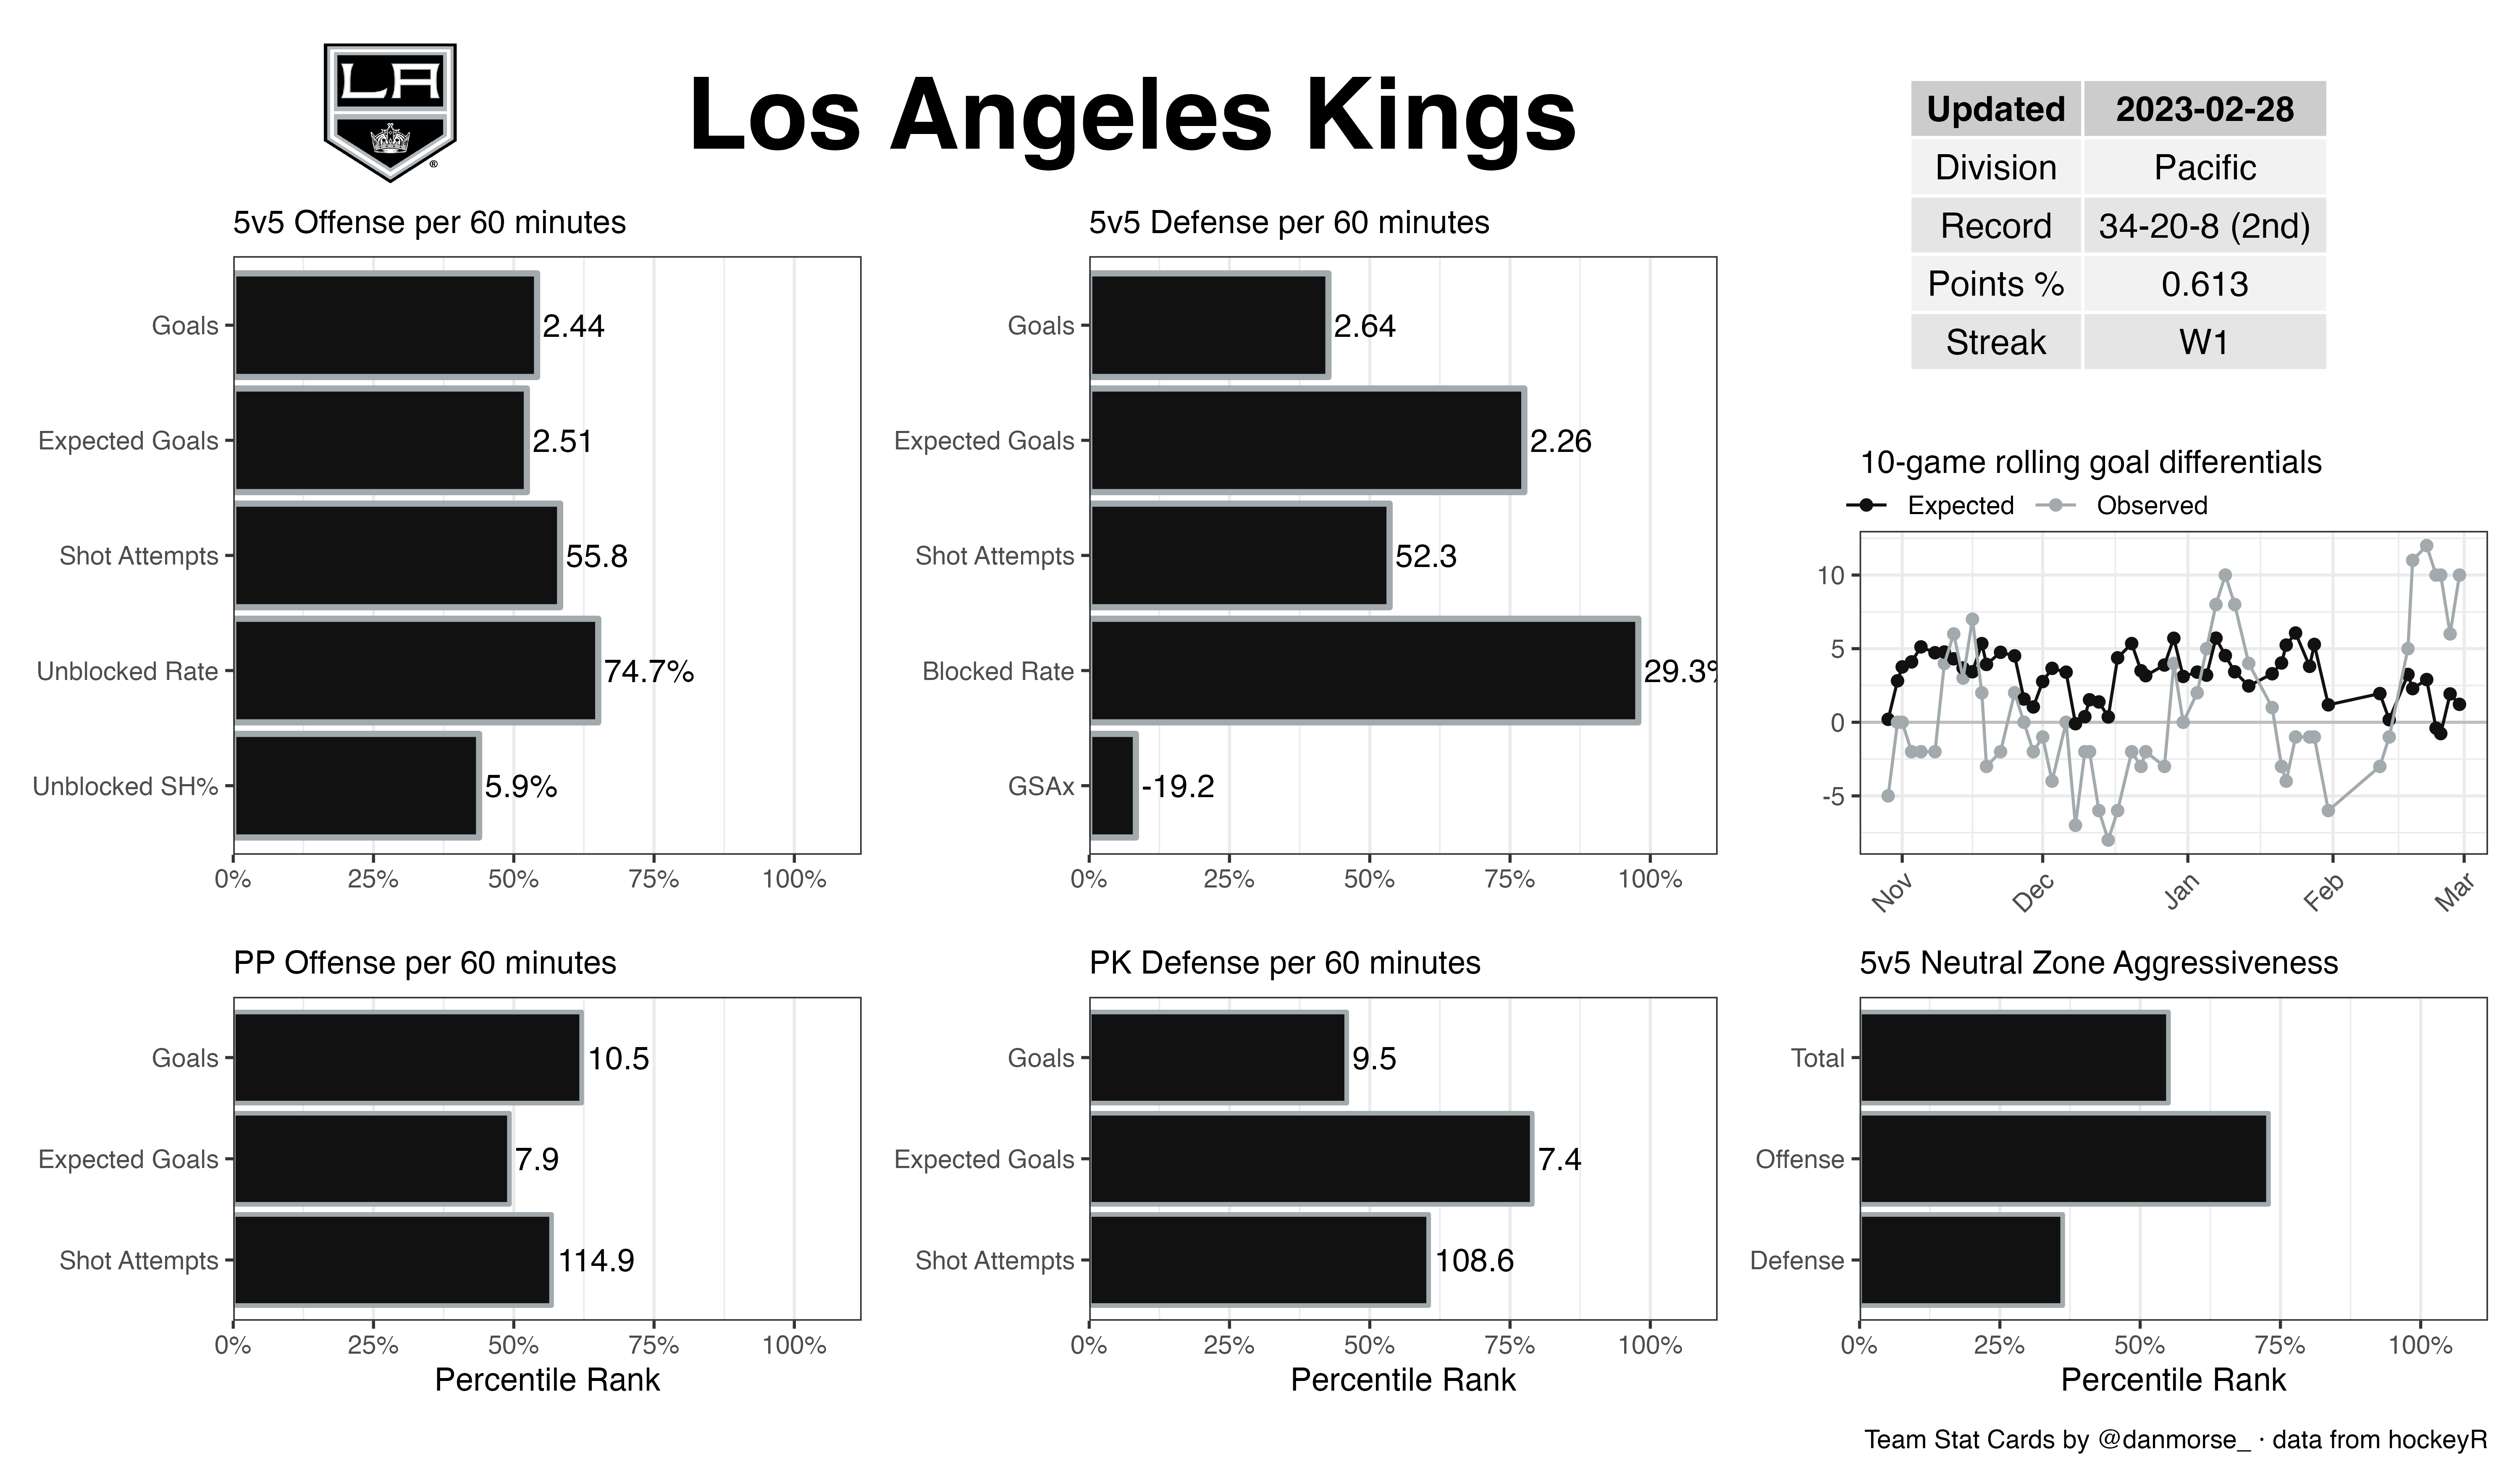 LA
®
Los Angeles Kings
Updated 2023-02-28
Division Pacific
Record 34-20-8 (2nd)
Points % 0.613
Streak W1
5v5 Offense per 60 minutes
Goals 2.44
Expected Goals 2.51
Shot Attempts 55.8
Unblocked Rate 74.7%
Unblocked SH% 5.9%
0% 25% 50% 75% 100%
5v5 Defense per 60 minutes
Goals 2.64
Expected Goals 2.26
Shot Attempts 52.3
Blocked Rate 29.3%
GSAx -19.2
0% 25% 50% 75% 100%
10-game rolling goal differentials
Expected Observed
10
5
0
-5
Nov Dec Jan Feb Mar
PP Offense per 60 minutes
Goals 10.5
Expected Goals 7.9
Shot Attempts 114.9
0% 25% 50% 75% 100%
Percentile Rank
PK Defense per 60 minutes
Goals 9.5
Expected Goals 7.4
Shot Attempts 108.6
0% 25% 50% 75% 100%
Percentile Rank
5v5 Neutral Zone Aggressiveness
Total
Offense
Defense
0% 25% 50% 75% 100%
Percentile Rank
Team Stat Cards by @danmorse_ · data from hockeyR